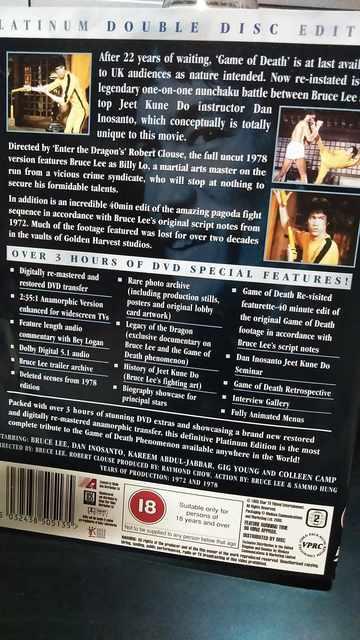 LATINUM DOUBLE DISC EDIT
After 22 years of waiting, 'Game of Death' is at last avail
to UK audiences as nature intended. Now re-instated is
legendary one-on-one nunchaku battle between Bruce Lee
top Jeet Kune Do instructor Dan
Inosanto, which conceptually is totally
unique to this movie.
Directed by 'Enter the Dragon's' Robert Clouse, the full uncut 1978
version features Bruce Lee as Billy Lo, a martial arts master on the
run from a vicious crime syndicate, who will stop at nothing to
secure his formidable talents.
In addition is an incredible 40min edit of the amazing pagoda fight
sequence in accordance with Bruce Lee's original script notes from
1972. Much of the footage featured was lost for over two decades
in the vaults of Golden Harvest studios.
OVER 3 HOURS OF DVD SPECIAL FEATURES!
Digitally re-mastered and
restored DVD transfer
2:35:1 Anamorphic Version
enhanced for widescreen TVs
Feature length audio
commentary with Bey Logan
Dolby Digital 5.1 audio
Bruce Lee trailer archive
Deleted scenes from 1978
edition
Rare photo archive
(including production stills,
posters and original lobby
card artwork)
Legacy of the Dragon
(exclusive documentary on
Bruce Lee and the Game of
Death phenomenon)
History of Jeet Kune Do
(Bruce Lee's fighting art)
Biography showcase for
principal stars
Game of Death Re-visited
featurette-40 minute edit of
the original Game of Death
footage in accordance with
Bruce Lee's script notes
Dan Inosanto Jeet Kune Do
Seminar
Game of Death Retrospective
Interview Gallery
Fully Animated Menus
Packed with over 3 hours of stunning DVD extras and showcasing a brand new restored
and digitally re-mastered anamorphic transfer, this definitive Platinum Edition is the most
complete tribute to the Game of Death Phenomenon available anywhere in the World!
STARRING: BRUCE LEE, DAN INOSANTO, KAREEM ABDUL-JABBAR, GIG YOUNG AND COLLEEN CAMP
DIRECTED BY: BRUCE LEE, ROBERT CLOUSE PRODUCED BY: RAYMOND CHOW, ACTION BY: BRUCE LEE & SAMMO HUNG
YEARS OF PRODUCTION: 1972 AND 1978
18
Suitable only for
persons of
18 years and over
Not to be supplied to any person below that age
All Rights Reserved.
DISTRIBUTED BY DISC
2
VPRC